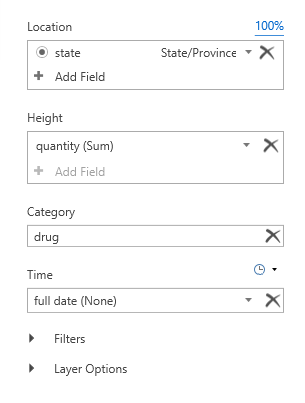 Location 100%
state State/Province
Add Field
Height
quantity (Sum)
Add Field
Category
drug
Time
full date (None)
Filters
Layer Options